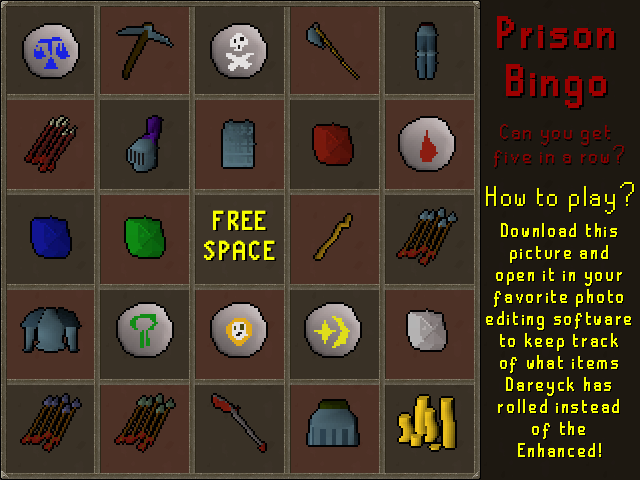 FREE
SPACE
Prison
Bingo
Can you get
five in a row?
How to play?
Download this
picture and
open it in your
favorite photo
editing software
to keep track
of what items
Dareyck has
rolled instead
of the
Enhanced!